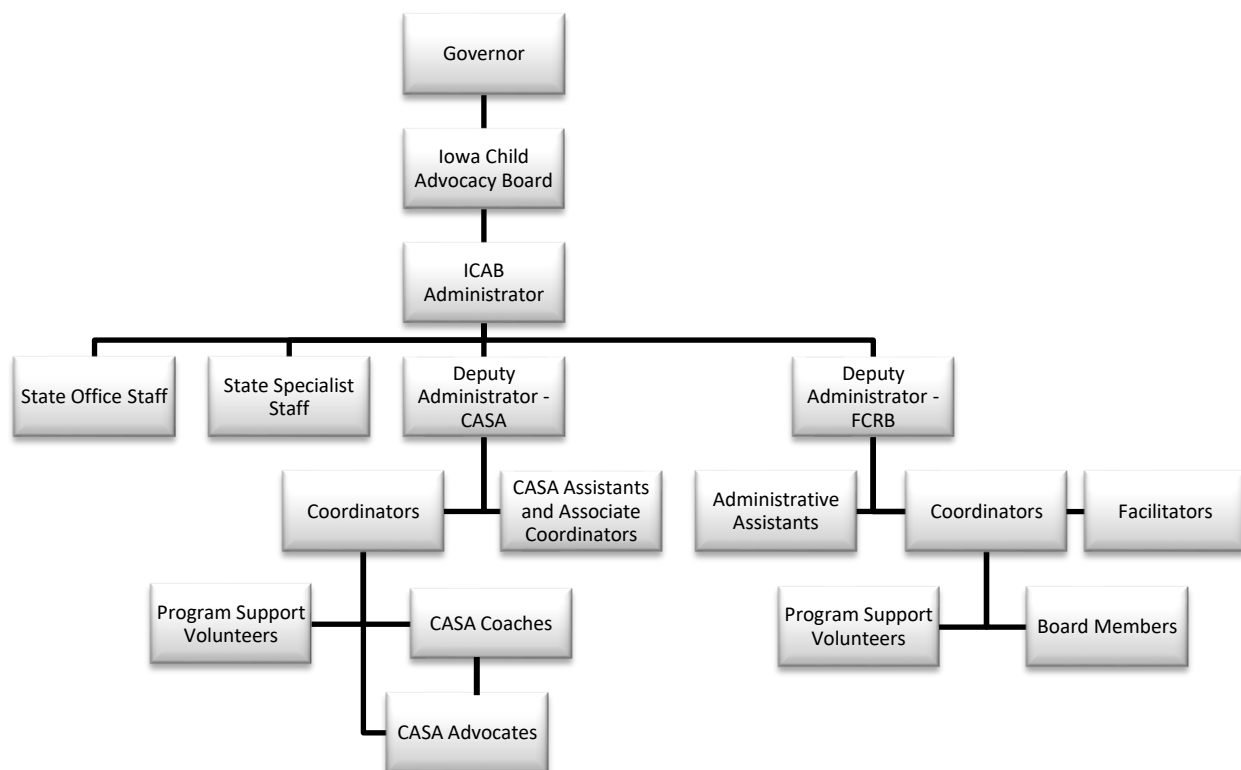 Governor
Iowa Child
Advocacy Board
ICAB
Administrator
State Office Staff
State Specialist
Staff
Deputy
Administrator -
CASA
Deputy
Administrator -
FCRB
Coordinators
CASA Assistants
and Associate
Coordinators
Administrative
Assistants
Coordinators
Facilitators
Program Support
Volunteers
CASA Coaches
Program Support
Volunteers
Board Members
CASA Advocates